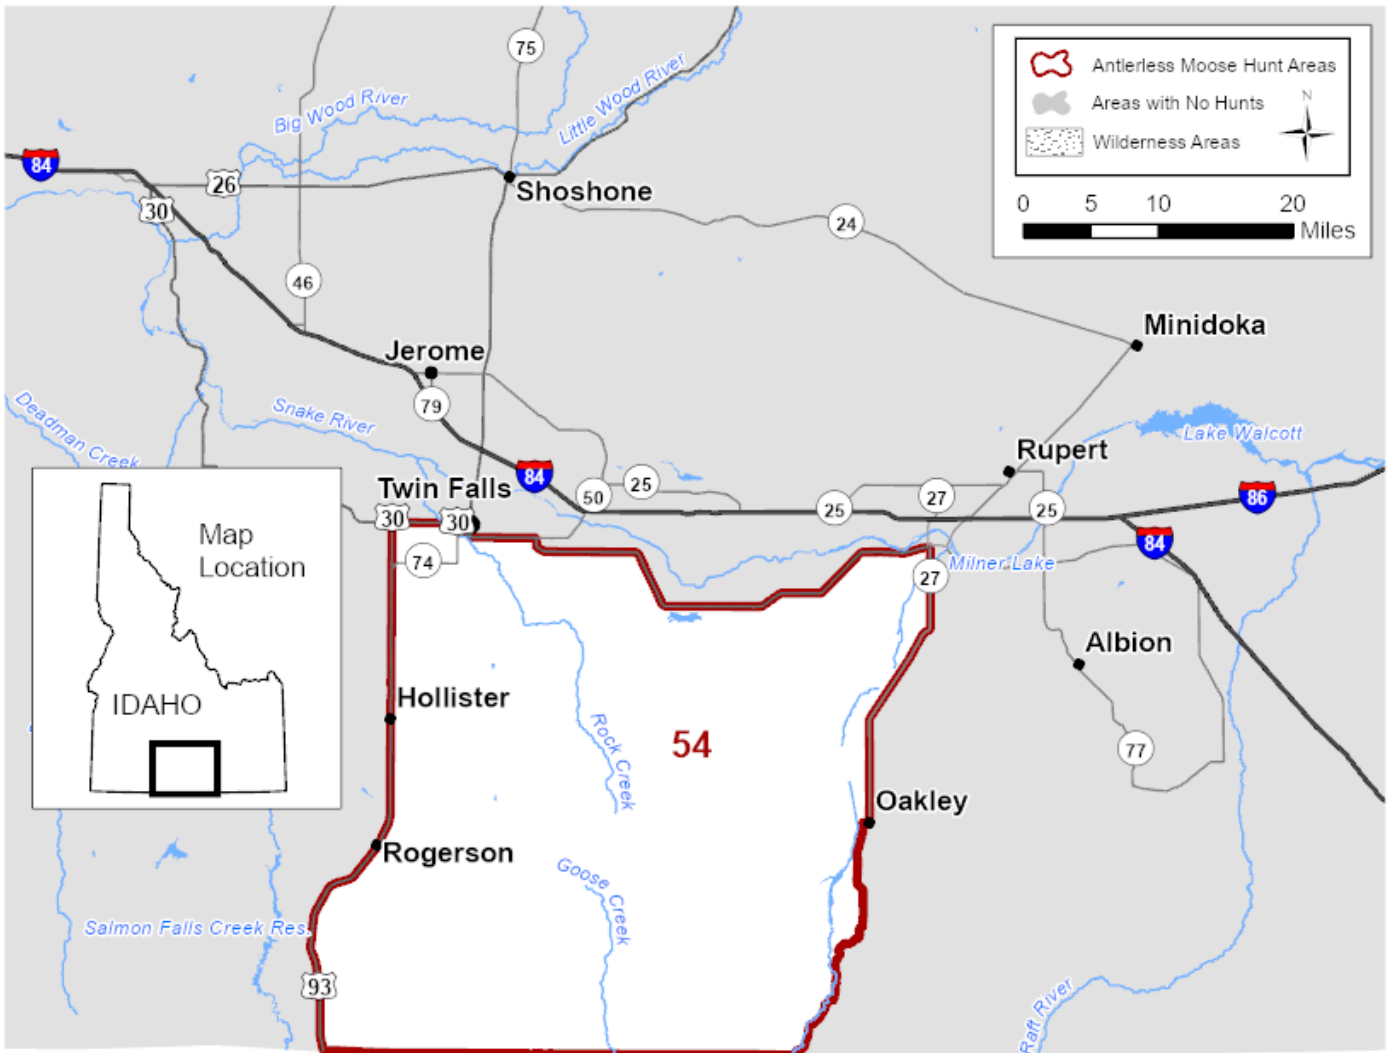 75
Antlerless Moose Hunt Areas
Areas with No Hunts
Wilderness Areas
N
0 5 10 20
Miles
Big Wood River
Little Wood River
84
26
30
Shoshone
24
46
Minidoka
Jerome
79
Deadman Creek
Snake River
Lake Walcott
Rupert
84
25
50
25
27
25
86
Twin Falls
30
30
84
74
27
Milner Lake
Map
Location
IDAHO
Albion
Hollister
54
Rock Creek
77
Oakley
Rogerson
Goose Creek
Salmon Falls Creek Res.
93
Raft River